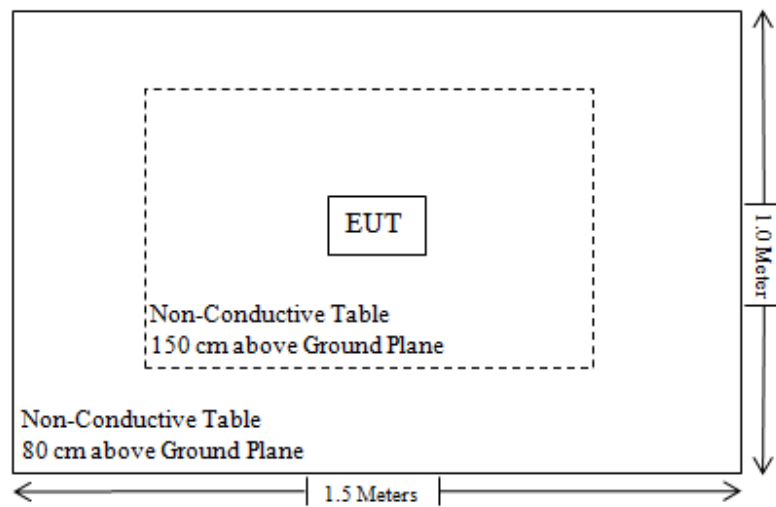 EUT
Non-Conductive Table
150 cm above Ground Plane
Non-Conductive Table
80 cm above Ground Plane
1.0 Meter
1.5 Meters